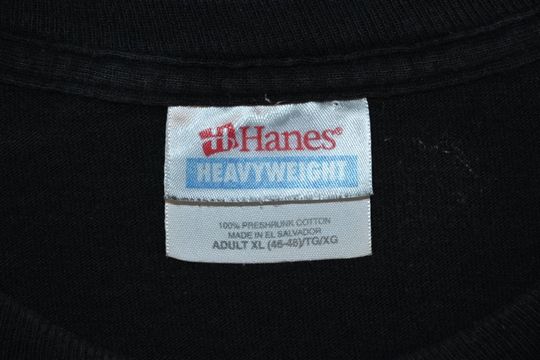 H Hanes®
HEAVYWEIGHT
100% PRESHRUNK COTTON
MADE IN EL SALVADOR
ADULT XL (46-48)/TG/XG